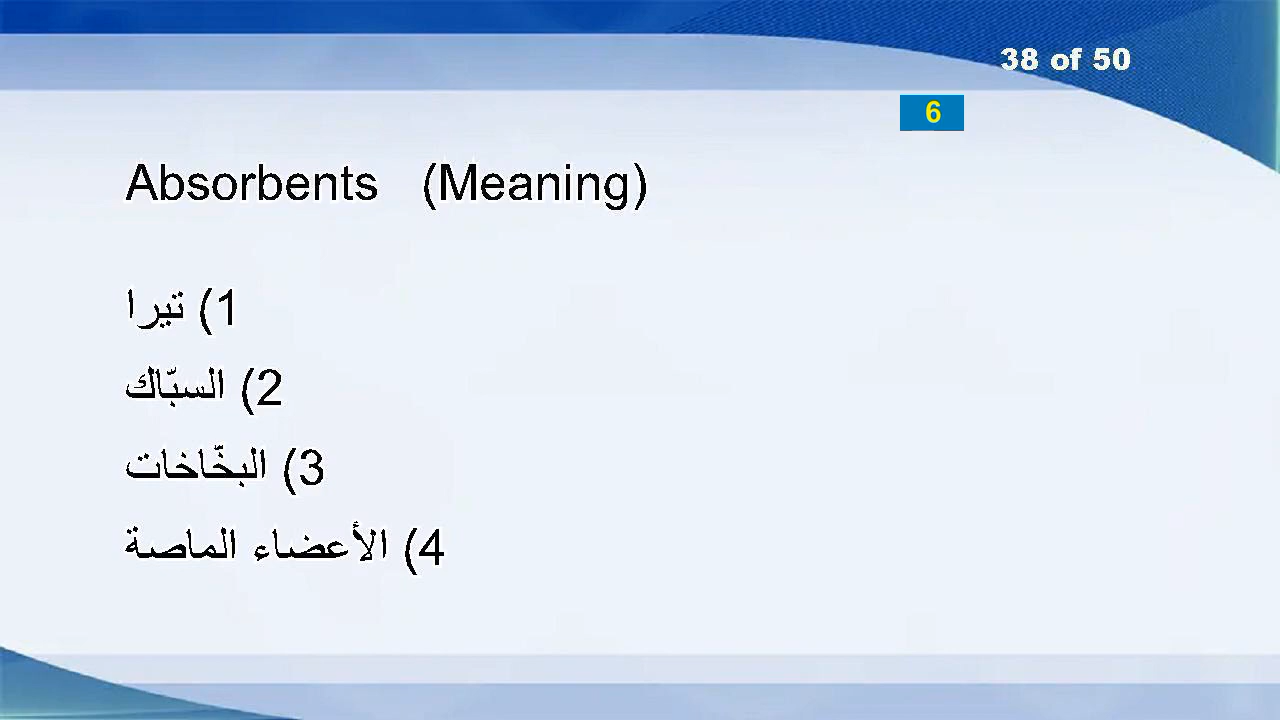 38 of 50
6
Absorbents (Meaning)
1) تيرا
2) السبّاك
3) البخّاخات
4) الأعضاء الماصة